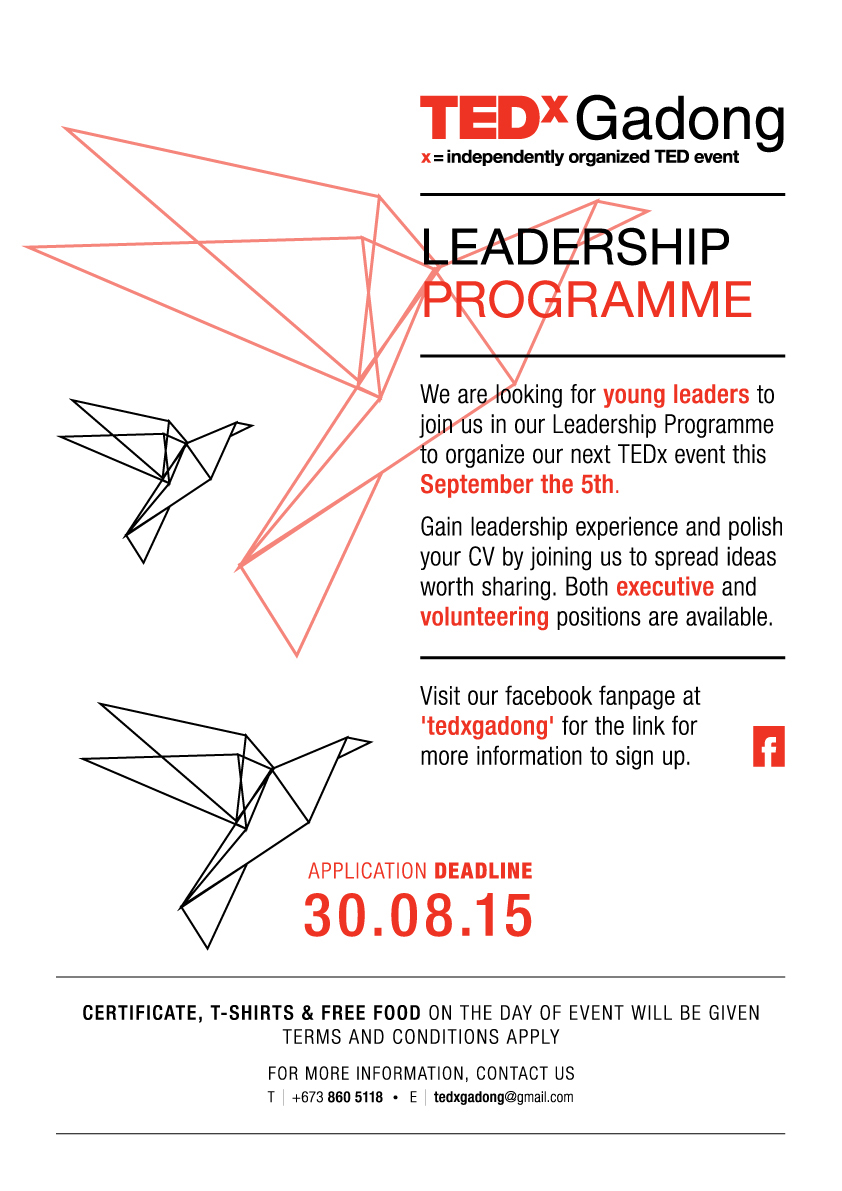 TEDx Gadong
x = independently organized TED event
LEADERSHIP
PROGRAMME
We are looking for young leaders to
join us in our Leadership Programme
to organize our next TEDx event this
September the 5th.
Gain leadership experience and polish
your CV by joining us to spread ideas
worth sharing. Both executive and
volunteering positions are available.
Visit our facebook fanpage at
'tedxgadong' for the link for
more information to sign up.
f
APPLICATION DEADLINE
30.08.15
CERTIFICATE, T-SHIRTS & FREE FOOD ON THE DAY OF EVENT WILL BE GIVEN
TERMS AND CONDITIONS APPLY
FOR MORE INFORMATION, CONTACT US
T | +673 860 5118 • E | tedxgadong@gmail.com